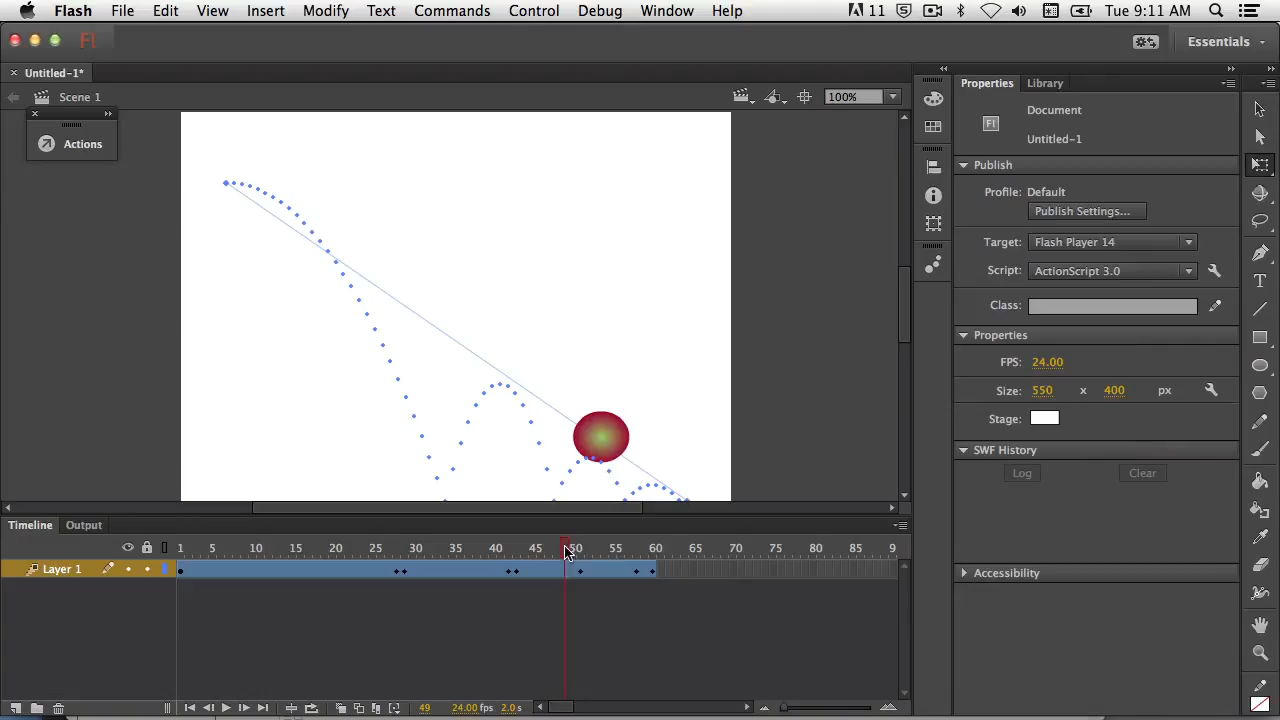 Flash File Edit View Insert Modify Text Commands Control Debug Window Help 11 Tue 9:11 AM
Fl Essentials
Untitled-1*
Scene 1 100%
Actions
Properties Library
Fl Document
Untitled-1
Publish
Profile: Default
Publish Settings...
Target: Flash Player 14
Script: ActionScript 3.0
Class:
Properties
FPS: 24.00
Size: 550 x 400 px
Stage:
SWF History
Log Clear
Accessibility
Timeline Output
1 5 10 15 20 25 30 35 40 45 50 55 60 65 70 75 80 85 9
Layer 1
49 24.00 fps 2.0 s